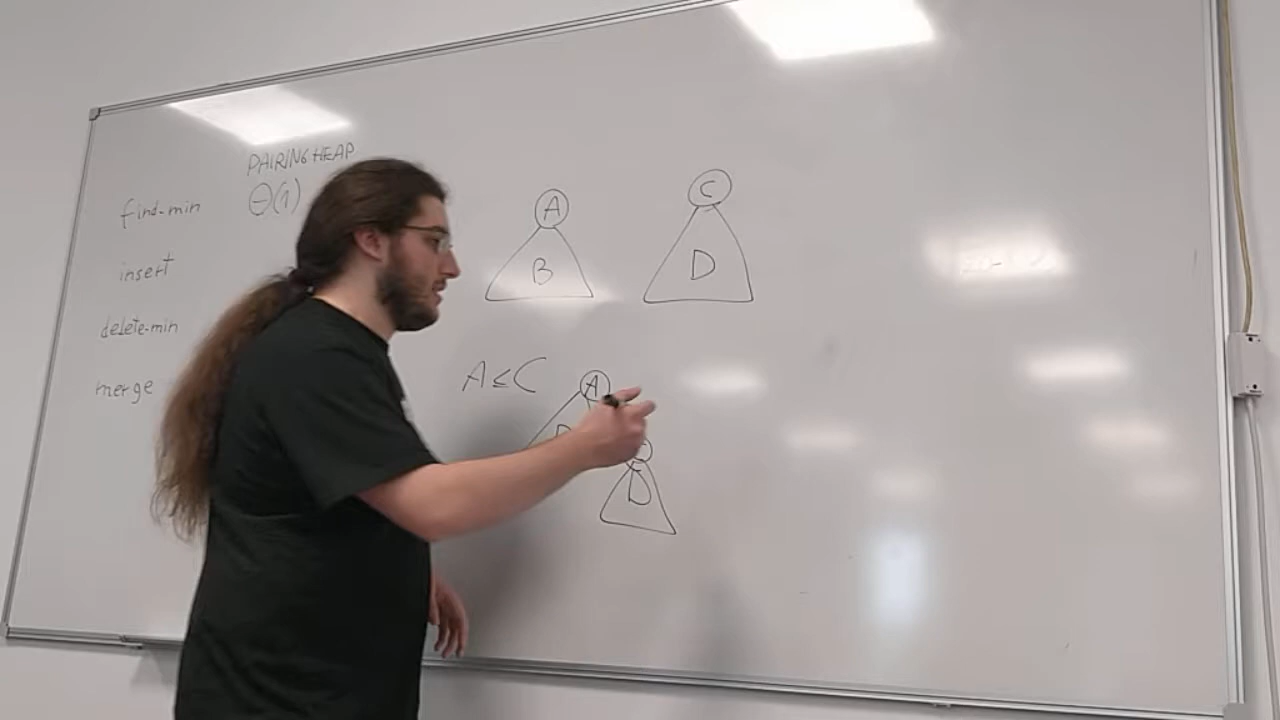 PAIRING HEAP
find-min Θ(1)
insert
delete-min
merge
A
B
C
D
A≤C
A
D